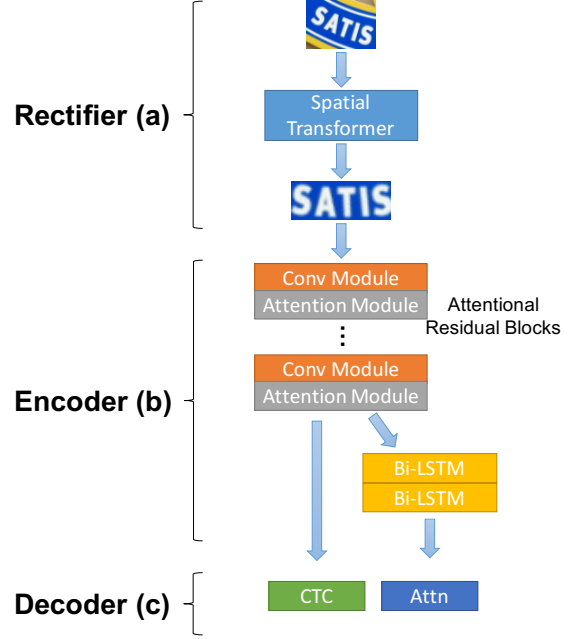 SATIS
Rectifier (a)
Spatial
Transformer
SATIS
Conv Module
Attention Module
Attentional
Residual Blocks
⋮
Conv Module
Attention Module
Encoder (b)
Bi-LSTM
Bi-LSTM
Decoder (c)
CTC
Attn